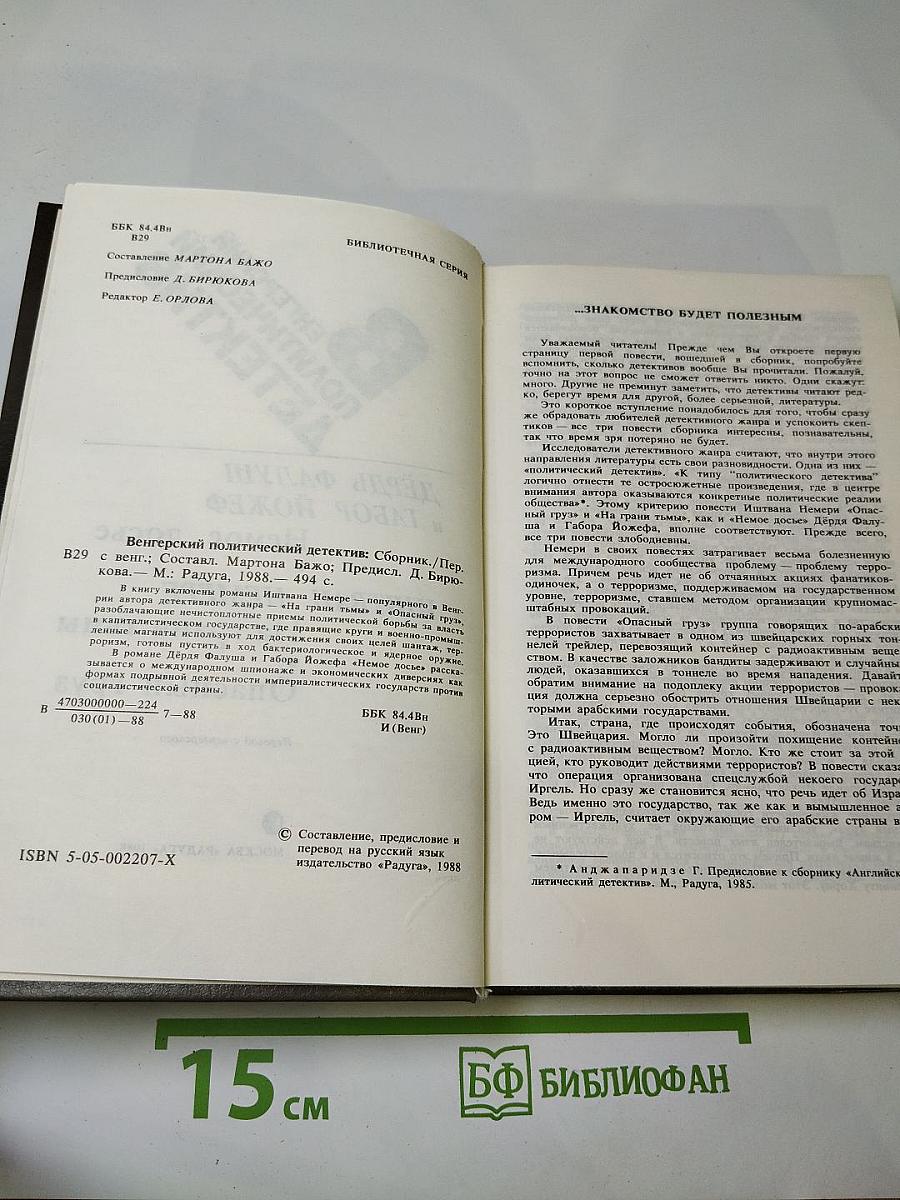 ББК 84.4Вн
В29
БИБЛИОТЕЧНАЯ СЕРИЯ
Составление МАРТОНА БАЖО
Предисловие Д. БИРЮКОВА
Редактор Е. ОРЛОВА
Венгерский политический детектив: Сборник./Пер.
В29 с венг.; Составл. Мартона Бажо; Предисл. Д. Бирю-
кова.— М.: Радуга, 1988.— 494 с.
В книгу включены романы Иштвана Немере — популярного в Венг-
рии автора детективного жанра — «На грани тьмы» и «Опасный груз»,
разоблачающие нечистоплотные приемы политической борьбы за власть
в капиталистическом государстве, где правящие круги и военно-промыш-
ленные магнаты используют для достижения своих целей шантаж, тер-
роризм, готовы пустить в ход бактериологическое и ядерное оружие.
В романе Дёрдя Фалуша и Габора Йожефа «Немое досье» расска-
зывается о международном шпионаже и экономических диверсиях как
формах подрывной деятельности империалистических государств против
социалистической страны.
В 4703000000—224
030(01)—88 7—88
ББК 84.4Вн
И(Венг)
© Составление, предисловие и
перевод на русский язык
издательство «Радуга», 1988
ISBN 5-05-002207-X
...ЗНАКОМСТВО БУДЕТ ПОЛЕЗНЫМ
Уважаемый читатель! Прежде чем Вы откроете первую
страницу первой повести, вошедшей в сборник, попробуйте
вспомнить, сколько детективов вообще Вы прочитали. Пожалуй,
точно на этот вопрос не сможет ответить никто. Одни скажут:
много. Другие не преминут заметить, что детективы читают ред-
ко, берегут время для другой, более серьезной, литературы.
Это короткое вступление понадобилось для того, чтобы сразу
же обрадовать любителей детективного жанра и успокоить скеп-
тиков — все три повести сборника интересны, познавательны,
так что время зря потеряно не будет.
Исследователи детективного жанра считают, что внутри этого
направления литературы есть свои разновидности. Одна из них —
«политический детектив». «К типу "политического детектива"
логично отнести те остросюжетные произведения, где в центре
внимания автора оказываются конкретные политические реалии
общества»*. Этому критерию повести Иштвана Немери «Опас-
ный груз» и «На грани тьмы», как и «Немое досье» Дёрдя Фалу-
ша и Габора Йожефа, вполне соответствуют. Прежде всего,
все три повести злободневны.
Немери в своих повестях затрагивает весьма болезненную
для международного сообщества проблему — проблему терро-
ризма. Причем речь идет не об отчаянных акциях фанатиков-
одиночек, а о терроризме, поддерживаемом на государственном
уровне, терроризме, ставшем методом организации крупномас-
штабных провокаций.
В повести «Опасный груз» группа говорящих по-арабски
террористов захватывает в одном из швейцарских горных тон-
нелей трейлер, перевозящий контейнер с радиоактивным веще-
ством. В качестве заложников бандиты задерживают и случайных
людей, оказавшихся в тоннеле во время нападения. Давайте
обратим внимание на подоплеку акции террористов — провока-
ция должна серьезно обострить отношения Швейцарии с нек
торыми арабскими государствами.
Итак, страна, где происходят события, обозначена точ
Это Швейцария. Могло ли произойти похищение контейне
с радиоактивным веществом? Могло. Кто же стоит за этой
цией, кто руководит действиями террористов? В повести сказа
что операция организована спецслужбой некоего государс
Иргель. Но сразу же становится ясно, что речь идет об Изра
Ведь именно это государство, так же как и вымышленное а
ром — Иргель, считает окружающие его арабские страны в
* Анджапаридзе Г. Предисловие к сборнику «Английск
литический детектив». М., Радуга, 1985.
15 см
БФ БИБЛИОФАН